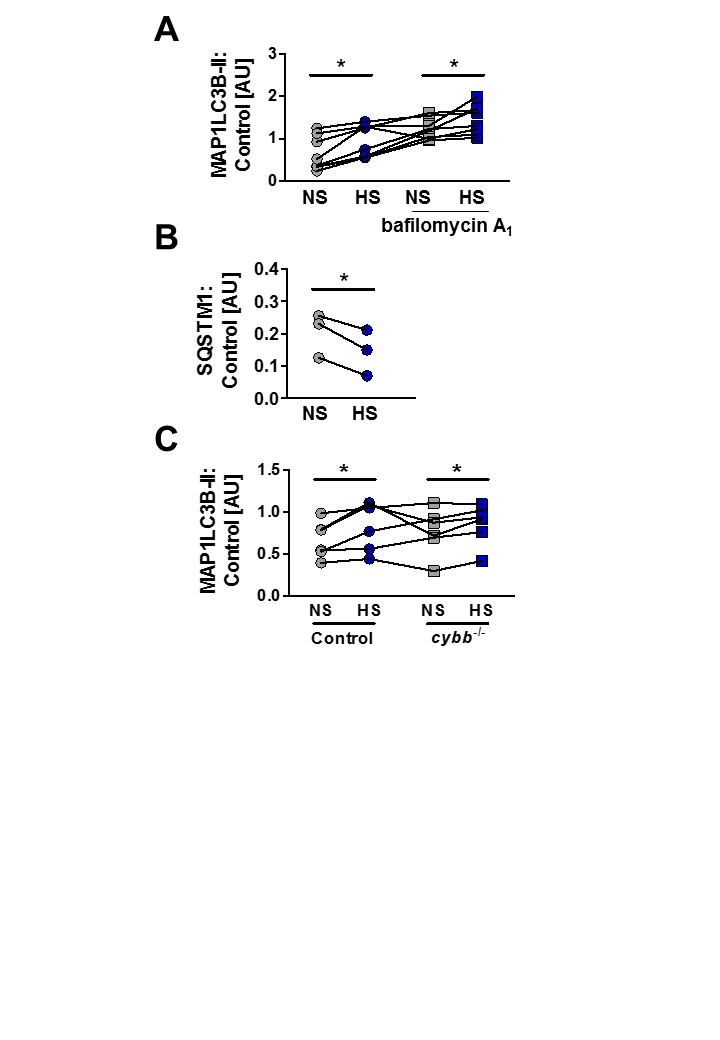 A
MAP1LC3B-II:
Control [AU]
3
2
1
0
*
*
NS HS NS HS
bafilomycin A1
B
SQSTM1:
Control [AU]
0.4
0.3
0.2
0.1
0.0
*
NS HS
C
MAP1LC3B-II:
Control [AU]
1.5
1.0
0.5
0.0
*
*
NS HS NS HS
Control cybb-/-